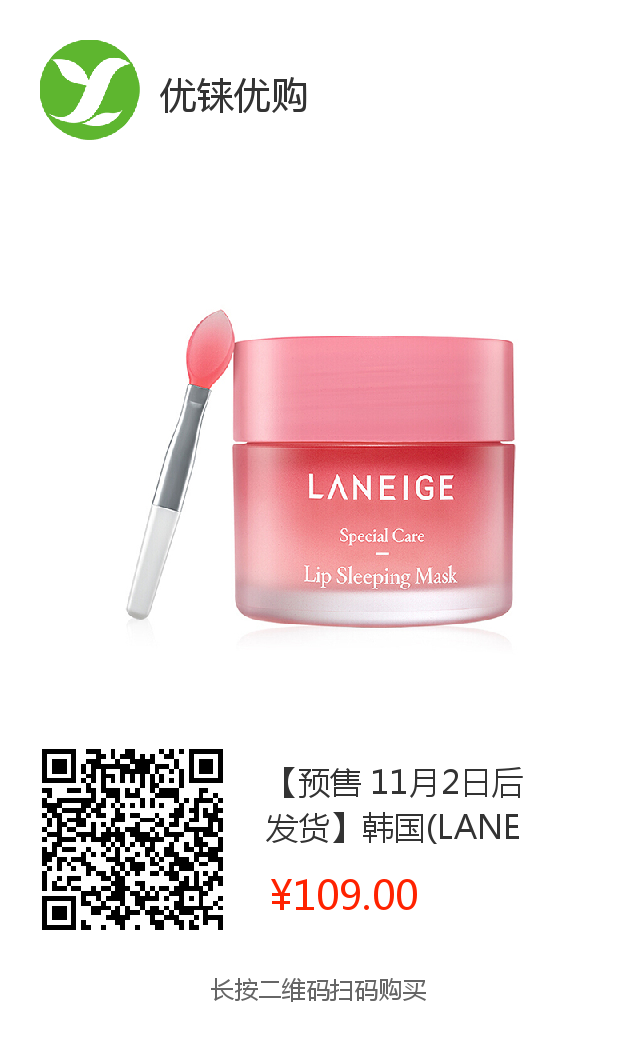 优铼优购
LANEIGE
Special Care
Lip Sleeping Mask
【预售 11月2日后
发货】韩国(LANE
¥109.00
长按二维码扫码购买